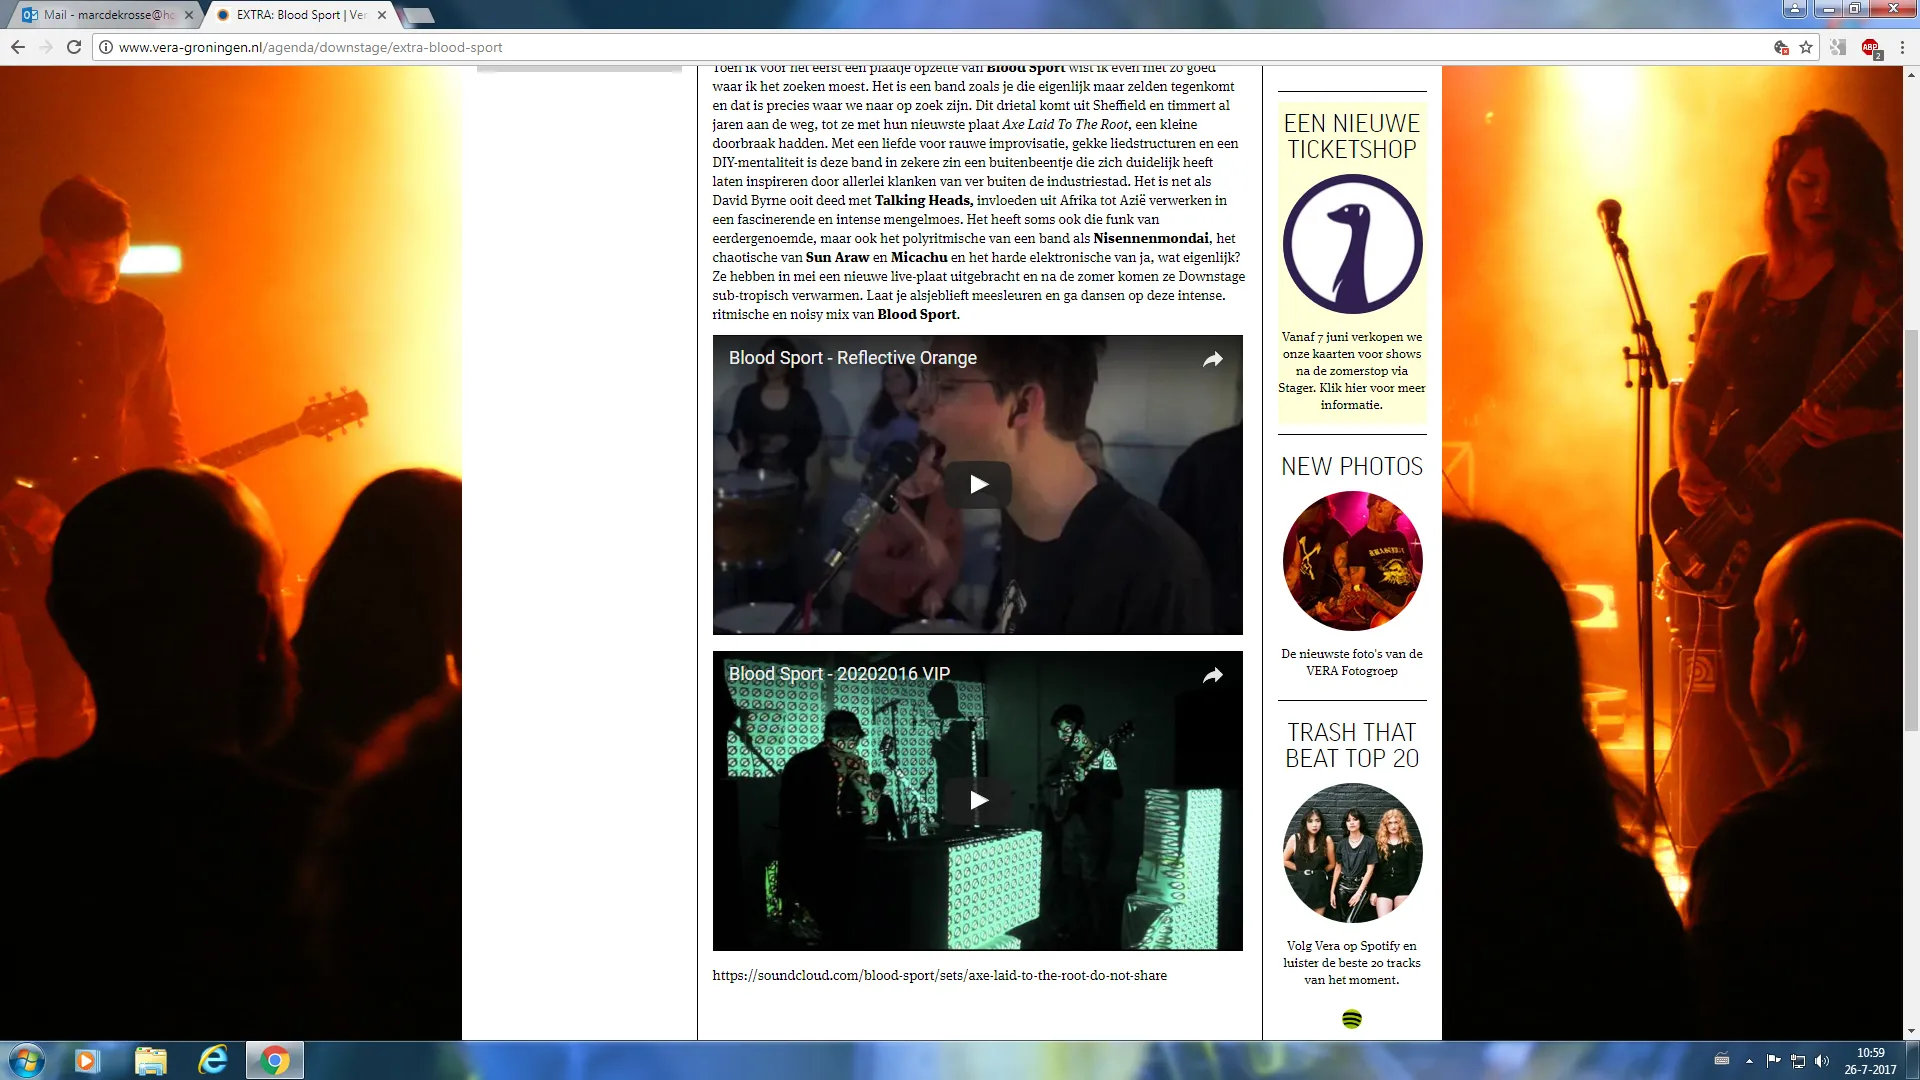 Mail - marcdekrosse@ho
EXTRA: Blood Sport | Ver
www.vera-groningen.nl/agenda/downstage/extra-blood-sport
ABP
2
Toen ik voor het eerst een plaatje opzette van Blood Sport wist ik even niet zo goed
waar ik het zoeken moest. Het is een band zoals je die eigenlijk maar zelden tegenkomt
en dat is precies waar we naar op zoek zijn. Dit drietal komt uit Sheffield en timmert al
jaren aan de weg, tot ze met hun nieuwste plaat Axe Laid To The Root, een kleine
doorbraak hadden. Met een liefde voor rauwe improvisatie, gekke liedstructuren en een
DIY-mentaliteit is deze band in zekere zin een buitenbeentje die zich duidelijk heeft
laten inspireren door allerlei klanken van ver buiten de industriestad. Het is net als
David Byrne ooit deed met Talking Heads, invloeden uit Afrika tot Azië verwerken in
een fascinerende en intense mengelmoes. Het heeft soms ook die funk van
eerdergenoemde, maar ook het polyritmische van een band als Nisennenmondai, het
chaotische van Sun Araw en Micachu en het harde elektronische van ja, wat eigenlijk?
Ze hebben in mei een nieuwe live-plaat uitgebracht en na de zomer komen ze Downstage
sub-tropisch verwarmen. Laat je alsjeblieft meesleuren en ga dansen op deze intense.
ritmische en noisy mix van Blood Sport.
Blood Sport - Reflective Orange
Blood Sport - 20202016 VIP
https://soundcloud.com/blood-sport/sets/axe-laid-to-the-root-do-not-share
EEN NIEUWE
TICKETSHOP
Vanaf 7 juni verkopen we
onze kaarten voor shows
na de zomerstop via
Stager. Klik hier voor meer
informatie.
NEW PHOTOS
De nieuwste foto's van de
VERA Fotogroep
TRASH THAT
BEAT TOP 20
Volg Vera op Spotify en
luister de beste 20 tracks
van het moment.
10:59
26-7-2017